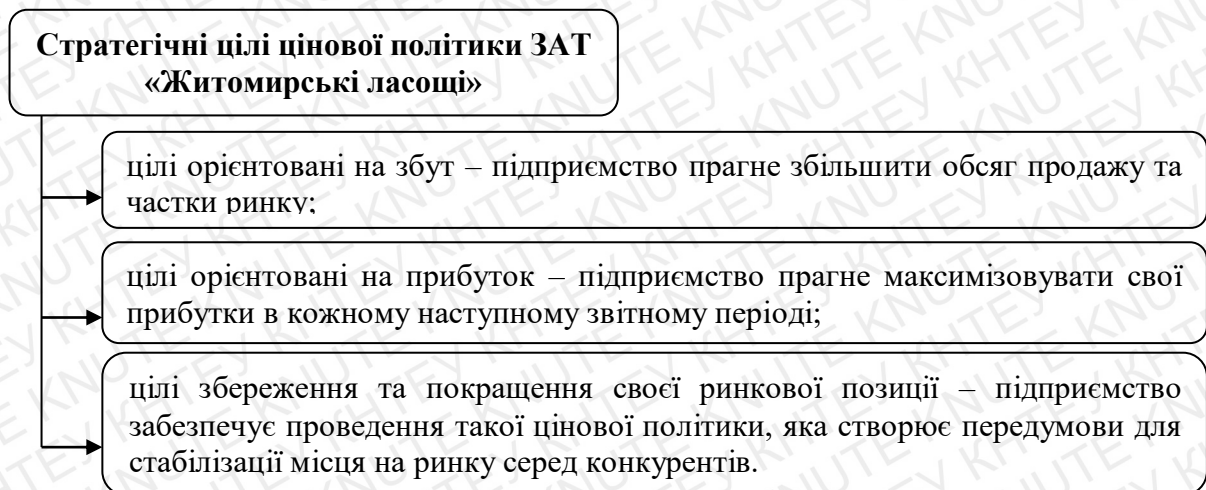 Стратегічні цілі цінової політики ЗАТ
«Житомирські ласощі»
цілі орієнтовані на збут – підприємство прагне збільшити обсяг продажу та
частки ринку;
цілі орієнтовані на прибуток – підприємство прагне максимізовувати свої
прибутки в кожному наступному звітному періоді;
цілі збереження та покращення своєї ринкової позиції – підприємство
забезпечує проведення такої цінової політики, яка створює передумови для
стабілізації місця на ринку серед конкурентів.